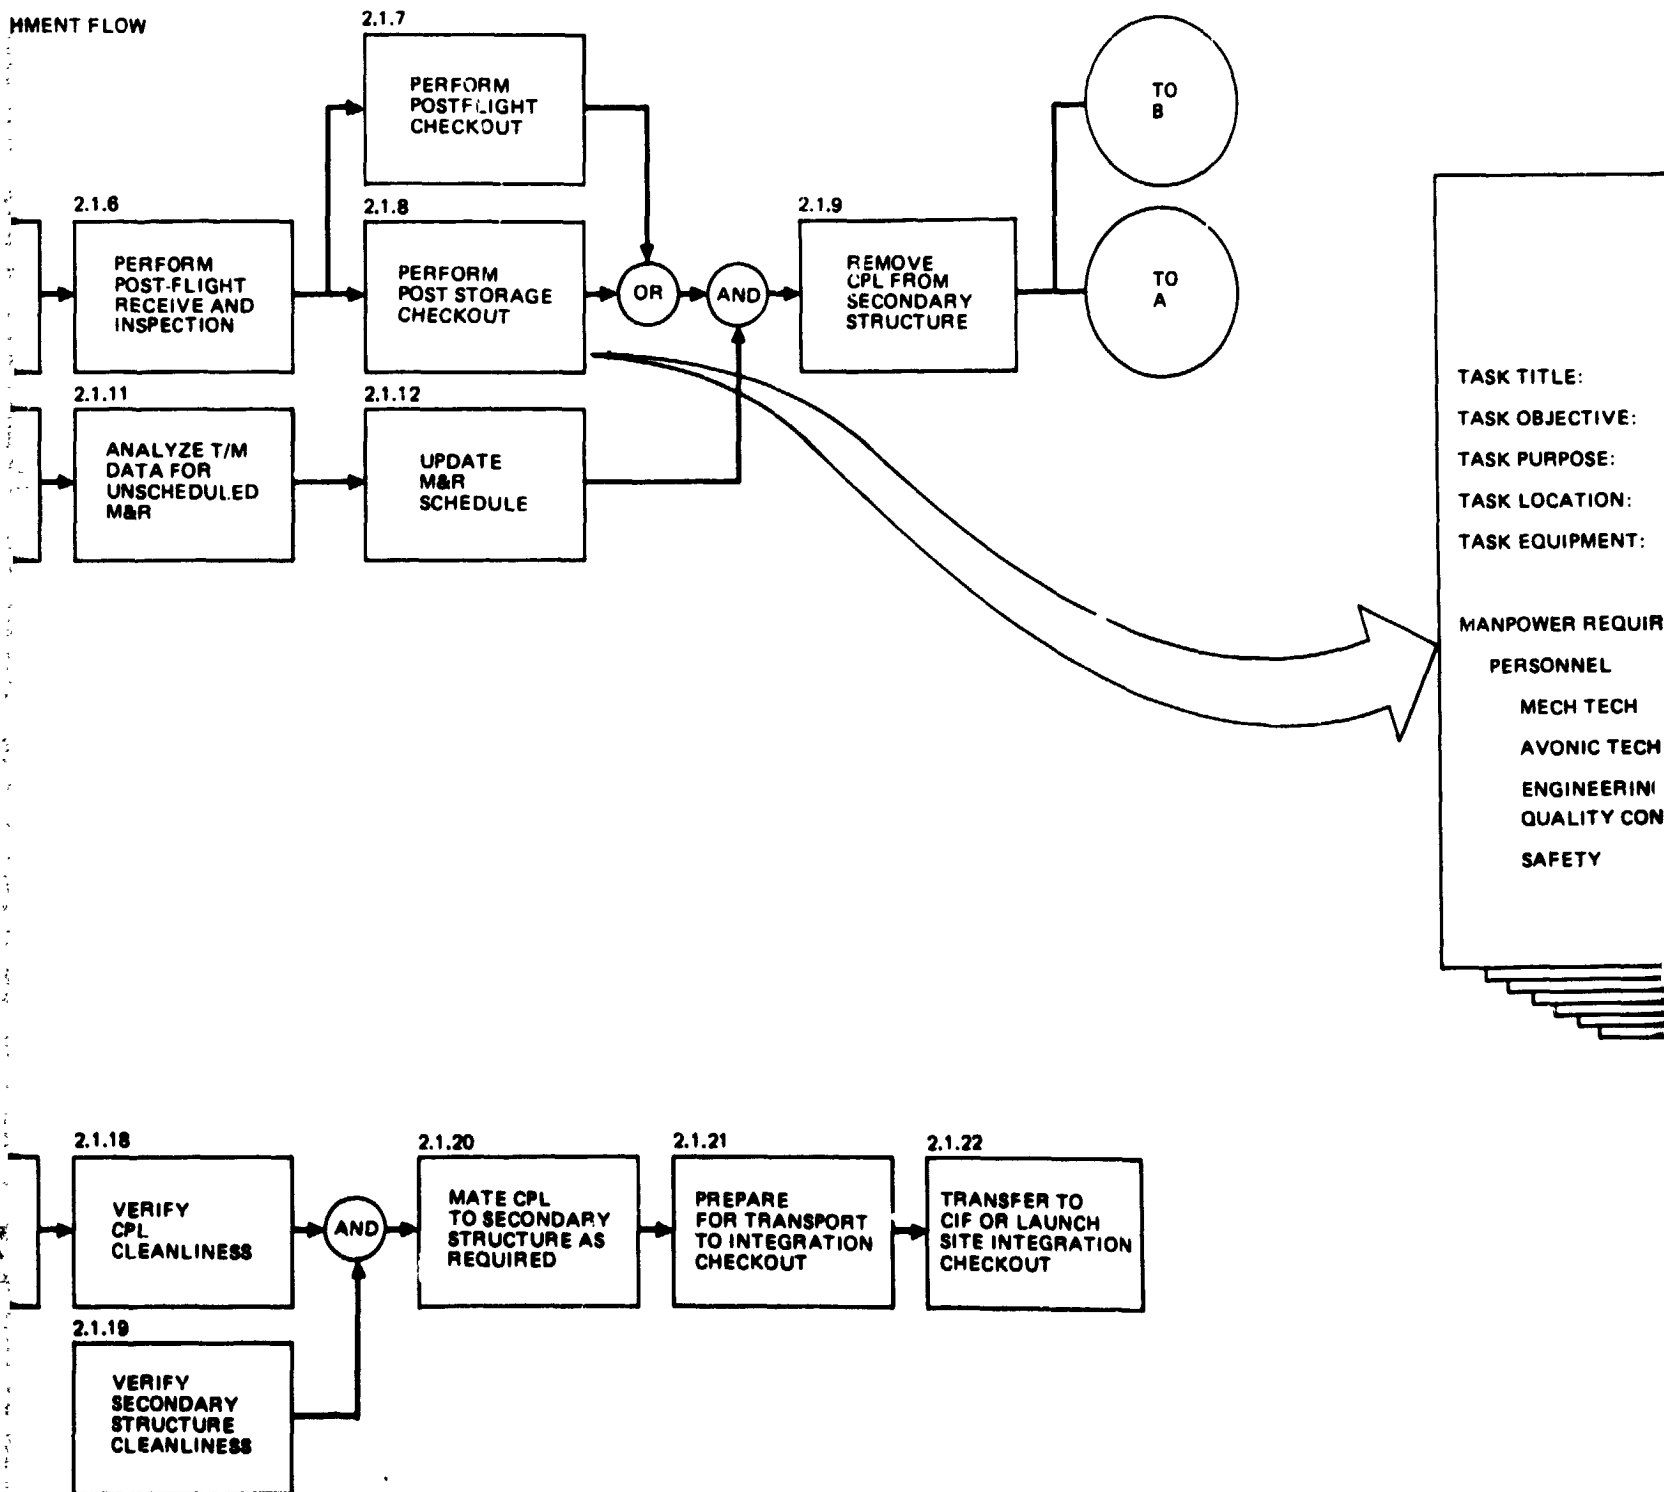 HMENT FLOW
2.1.7
PERFORM
POSTFLIGHT
CHECKOUT
TO
B
2.1.6
PERFORM
POST-FLIGHT
RECEIVE AND
INSPECTION
2.1.8
PERFORM
POST STORAGE
CHECKOUT
OR
AND
2.1.9
REMOVE
CPL FROM
SECONDARY
STRUCTURE
TO
A
2.1.11
ANALYZE T/M
DATA FOR
UNSCHEDULED
M&R
2.1.12
UPDATE
M&R
SCHEDULE
TASK TITLE:
TASK OBJECTIVE:
TASK PURPOSE:
TASK LOCATION:
TASK EQUIPMENT:
MANPOWER REQUIR
PERSONNEL
MECH TECH
AVONIC TECH
ENGINEERIN
QUALITY CON
SAFETY
2.1.18
VERIFY
CPL
CLEANLINESS
AND
2.1.20
MATE CPL
TO SECONDARY
STRUCTURE AS
REQUIRED
2.1.21
PREPARE
FOR TRANSPORT
TO INTEGRATION
CHECKOUT
2.1.22
TRANSFER TO
CIF OR LAUNCH
SITE INTEGRATION
CHECKOUT
2.1.19
VERIFY
SECONDARY
STRUCTURE
CLEANLINESS